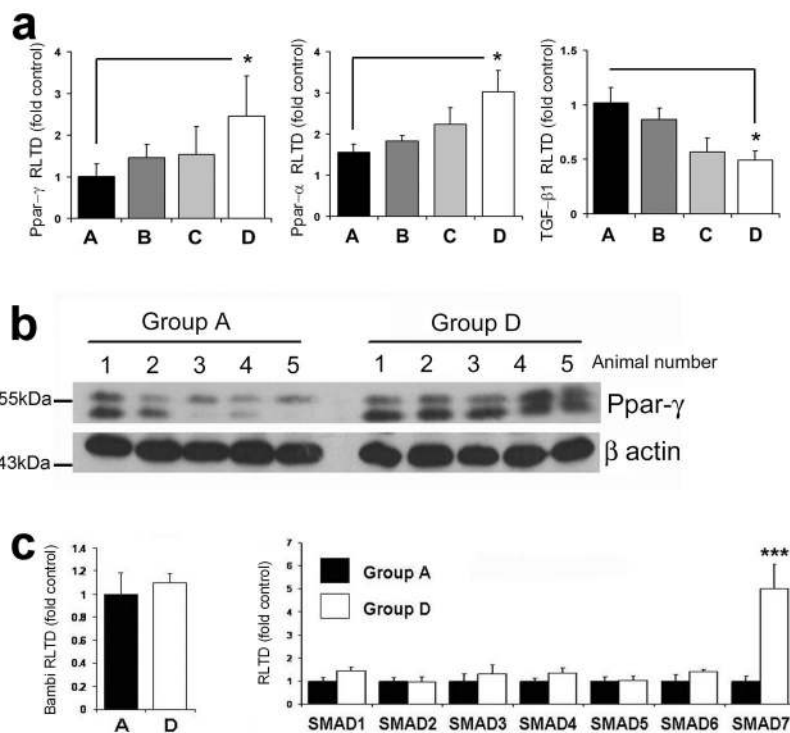 a
Ppar-γ RLTD (fold control)
4
3
2
1
0
*
A B C D
Ppar-α RLTD (fold control)
4
3
2
1
0
*
A B C D
TGF-β1 RLTD (fold control)
1.5
1
0.5
0
*
A B C D
b
Group A Group D
1 2 3 4 5 1 2 3 4 5 Animal number
55kDa
Ppar-γ
β actin
43kDa
c
Bambi RLTD (fold control)
1.4
1.2
1
0.8
0.6
0.4
0.2
0
A D
RLTD (fold control)
7
6
5
4
2
1
0
Group A
Group D
***
SMAD1 SMAD2 SMAD3 SMAD4 SMAD5 SMAD6 SMAD7